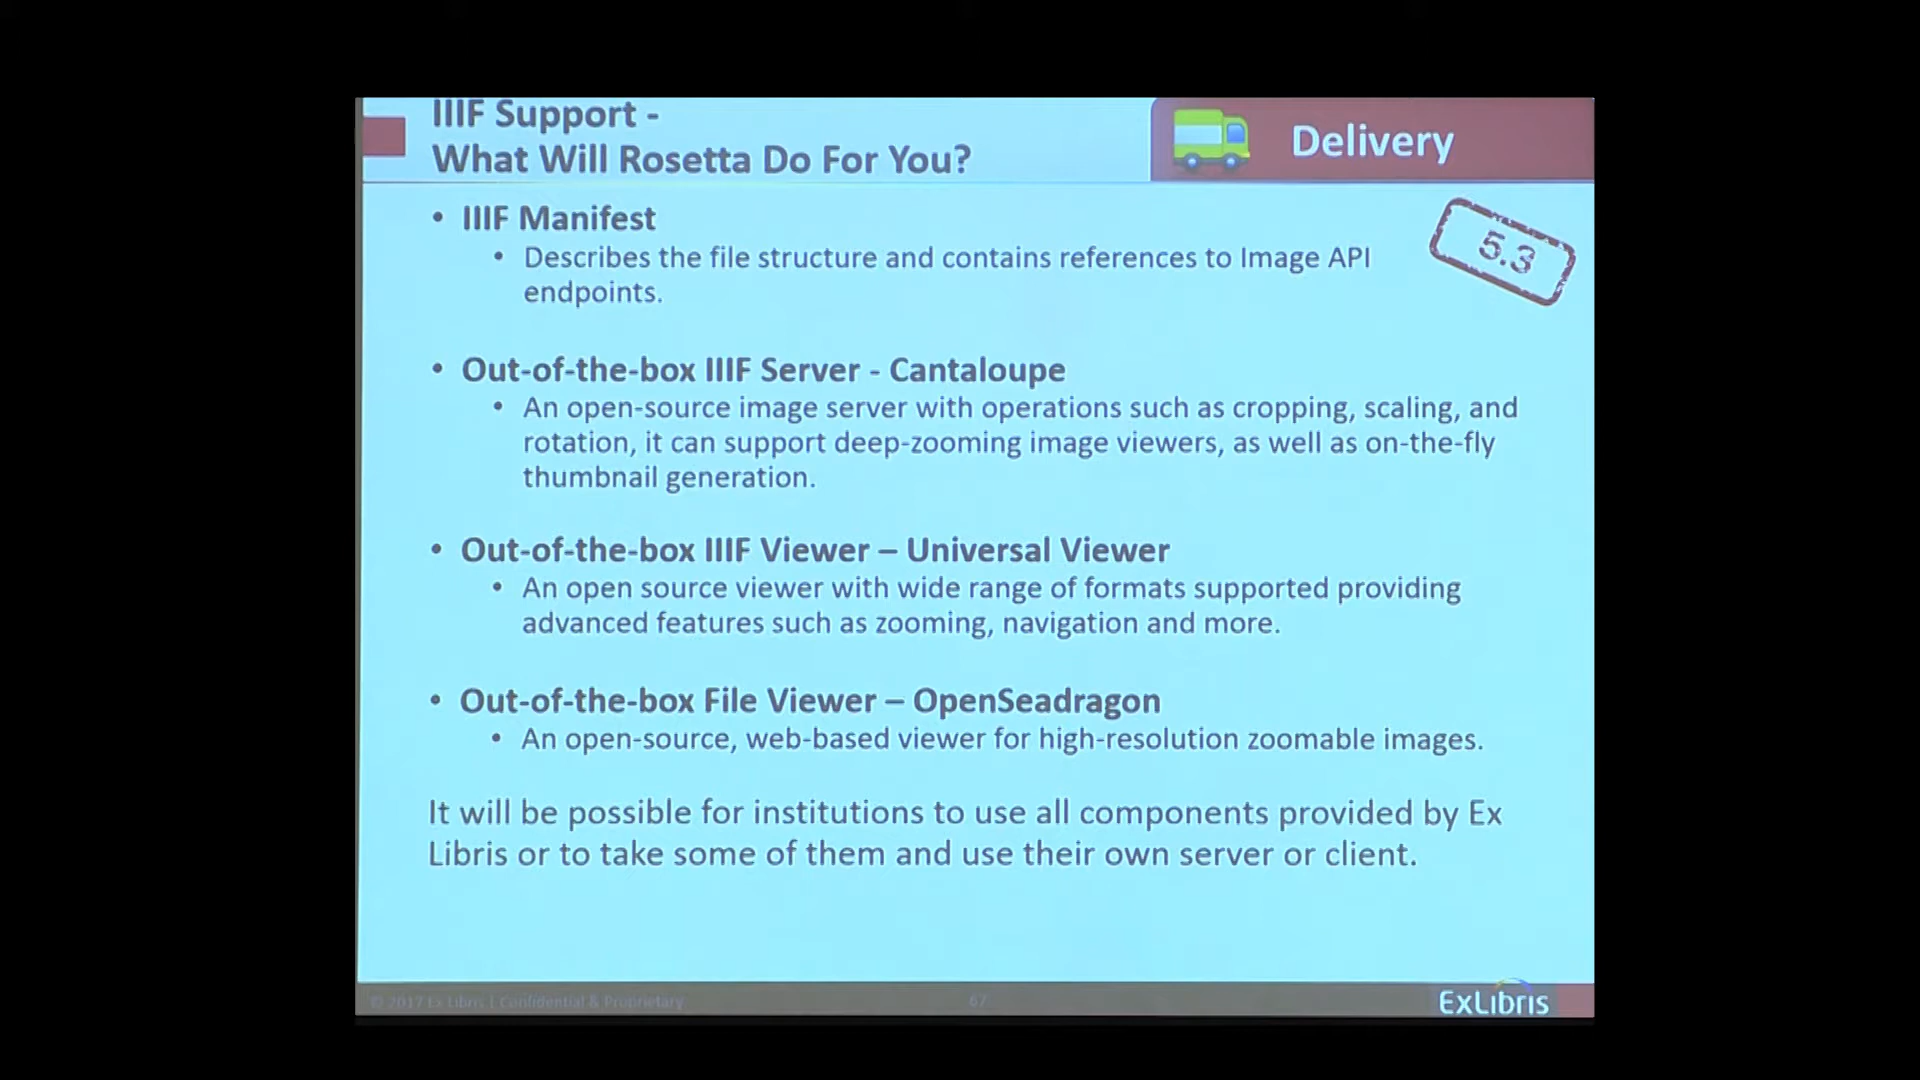 IIIF Support -
What Will Rosetta Do For You?
Delivery
5.3
• IIIF Manifest
• Describes the file structure and contains references to Image API
endpoints.
• Out-of-the-box IIIF Server - Cantaloupe
• An open-source image server with operations such as cropping, scaling, and
rotation, it can support deep-zooming image viewers, as well as on-the-fly
thumbnail generation.
• Out-of-the-box IIIF Viewer – Universal Viewer
• An open source viewer with wide range of formats supported providing
advanced features such as zooming, navigation and more.
• Out-of-the-box File Viewer – OpenSeadragon
• An open-source, web-based viewer for high-resolution zoomable images.
It will be possible for institutions to use all components provided by Ex
Libris or to take some of them and use their own server or client.
© 2017 Ex Libris | Confidential & Proprietary
67
ExLibris